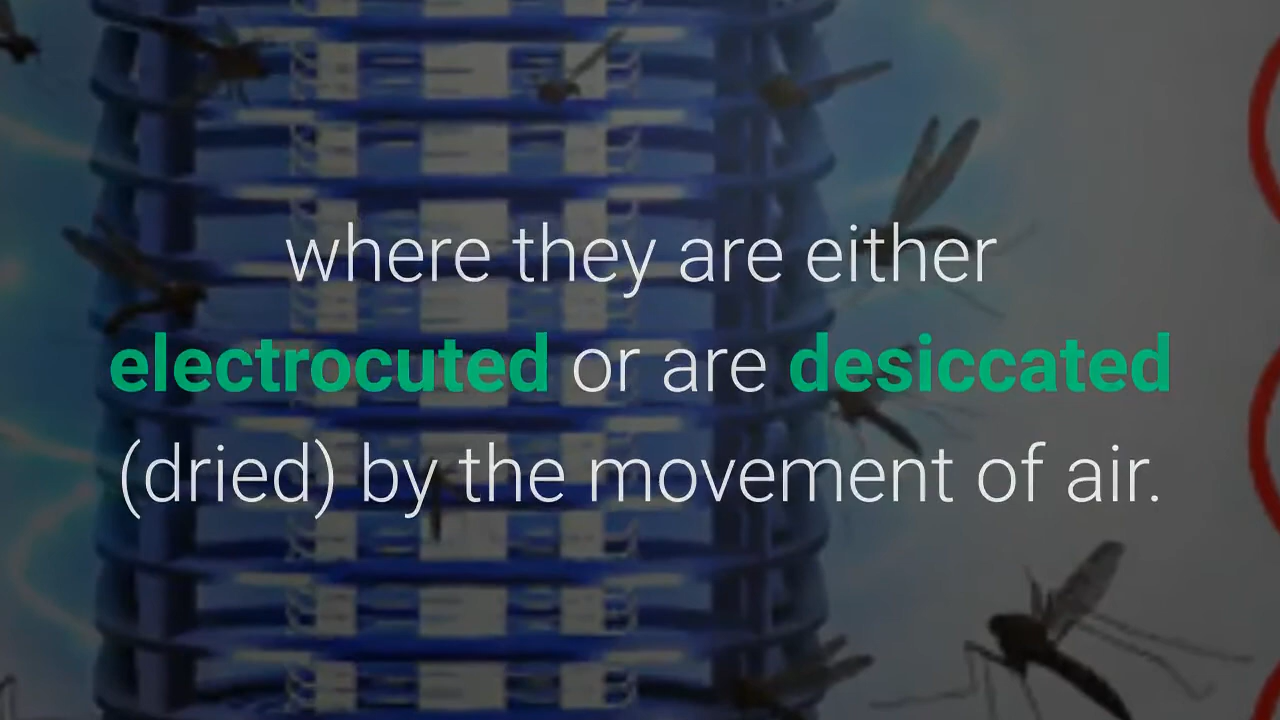 where they are either
electrocuted or are desiccated
(dried) by the movement of air.